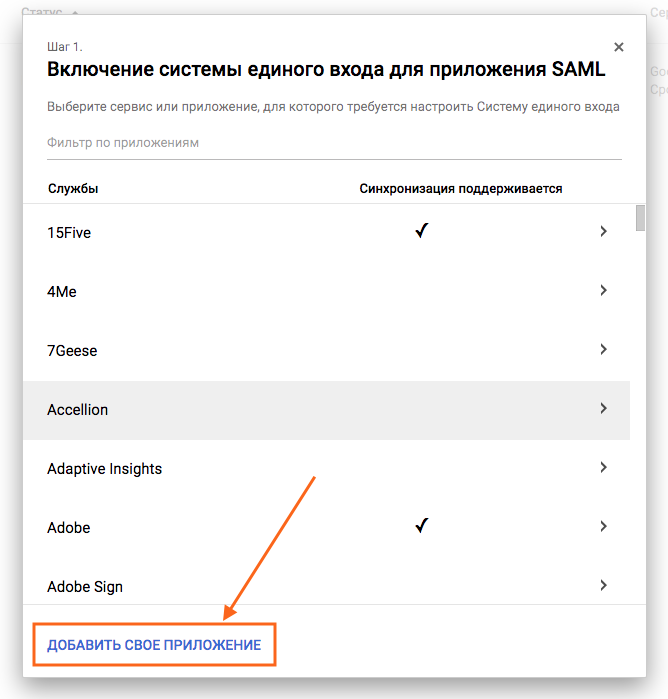 Статус
Сер
Шаг 1.
Включение системы единого входа для приложения SAML
Goo
Сро
Выберите сервис или приложение, для которого требуется настроить Систему единого входа
Фильтр по приложениям
Службы Синхронизация поддерживается
15Five ✓
4Me
7Geese
Accellion
Adaptive Insights
Adobe ✓
Adobe Sign
ДОБАВИТЬ СВОЕ ПРИЛОЖЕНИЕ